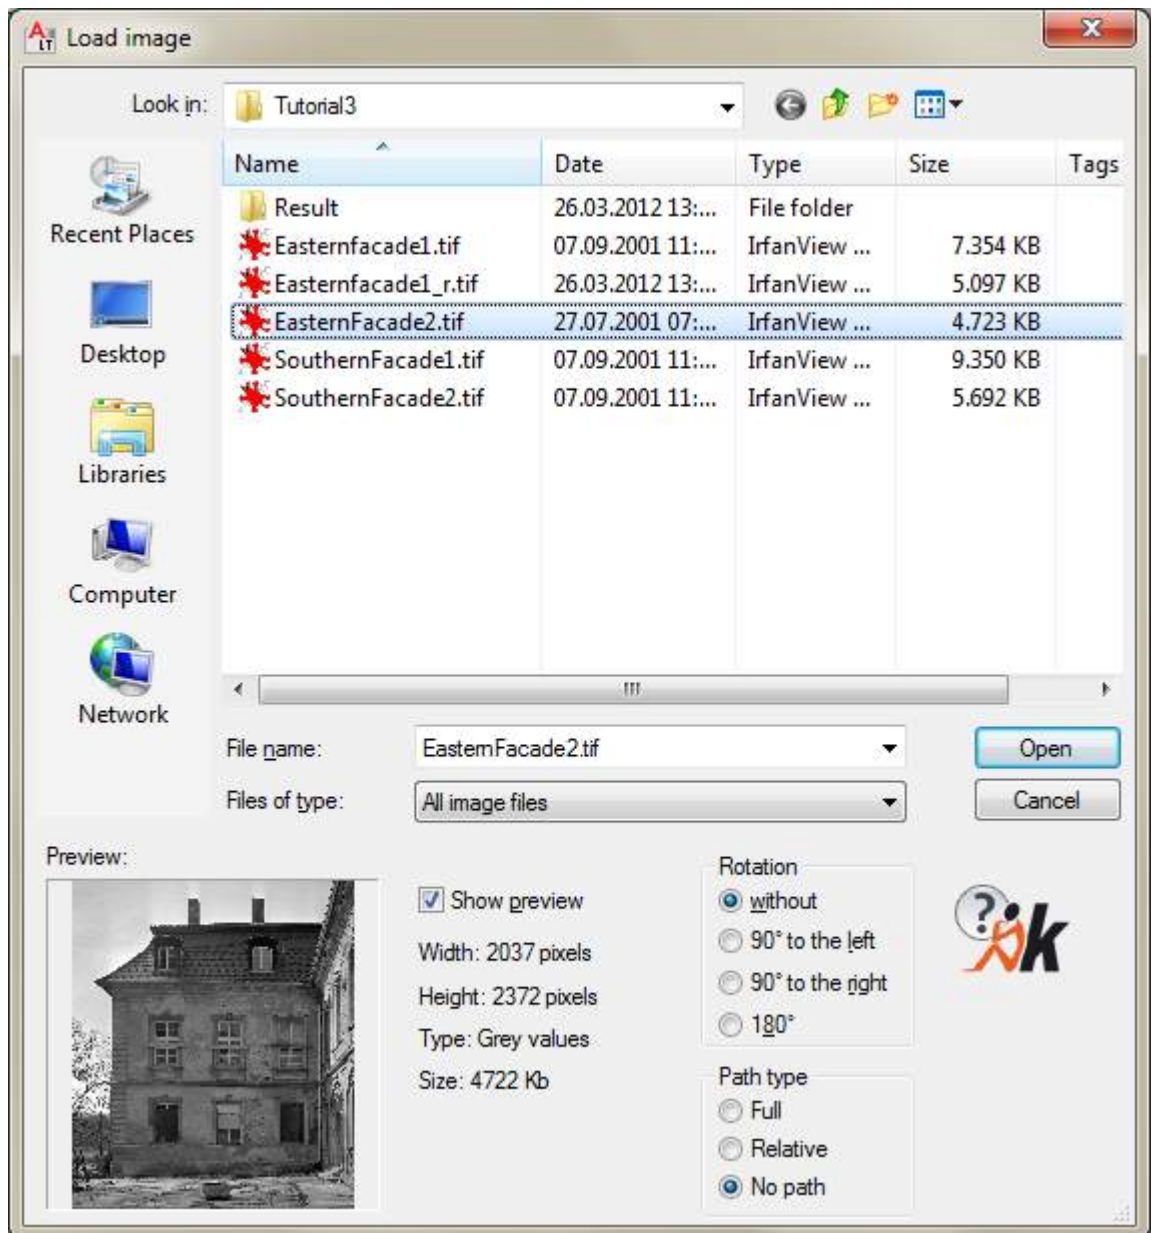 A LT Load image X
Look in: Tutorial3
Name Date Type Size Tags
Result 26.03.2012 13:... File folder
Easternfacade1.tif 07.09.2001 11:... IrfanView ... 7.354 KB
Easternfacade1_r.tif 26.03.2012 13:... IrfanView ... 5.097 KB
EasternFacade2.tif 27.07.2001 07:... IrfanView ... 4.723 KB
SouthernFacade1.tif 07.09.2001 11:... IrfanView ... 9.350 KB
SouthernFacade2.tif 07.09.2001 11:... IrfanView ... 5.692 KB
Recent Places
Desktop
Libraries
Computer
Network
File name: EasternFacade2.tif Open
Files of type: All image files Cancel
Preview:
Show preview
Width: 2037 pixels
Height: 2372 pixels
Type: Grey values
Size: 4722 Kb
Rotation
without
90° to the left
90° to the right
180°
Path type
Full
Relative
No path
? k